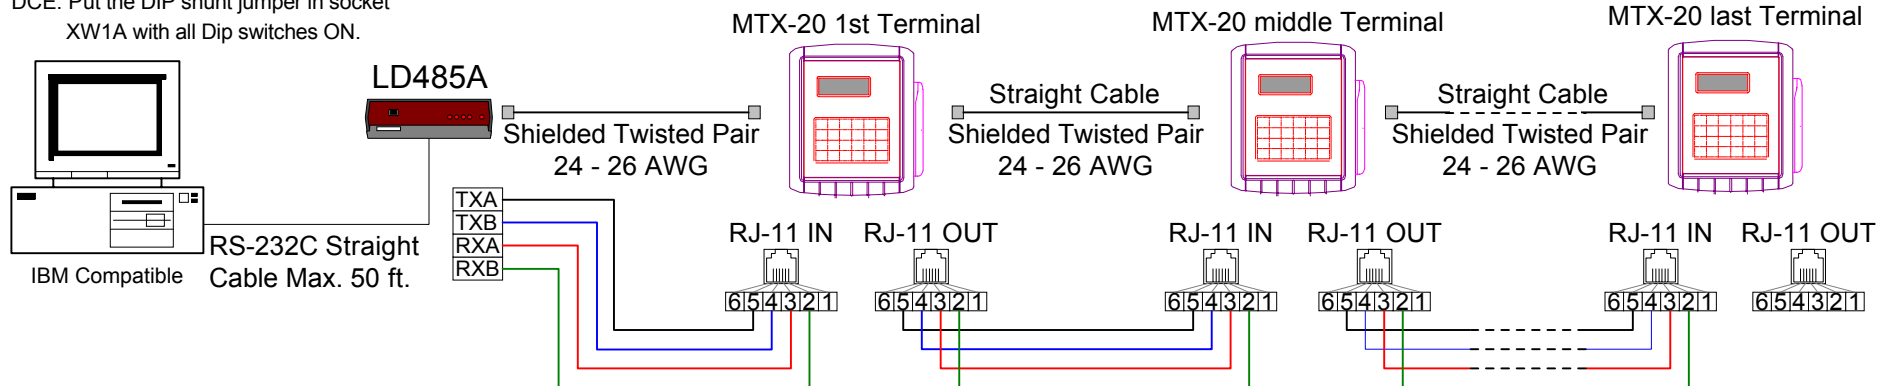 DCE: Put the DIP shunt jumper in socket
XW1A with all Dip switches ON.
MTX-20 1st Terminal
MTX-20 middle Terminal
MTX-20 last Terminal
LD485A
Straight Cable
Straight Cable
Shielded Twisted Pair
24 - 26 AWG
Shielded Twisted Pair
24 - 26 AWG
Shielded Twisted Pair
24 - 26 AWG
TXA
TXB
RXA
RXB
IBM Compatible
RS-232C Straight
Cable Max. 50 ft.
RJ-11 IN
RJ-11 OUT
RJ-11 IN
RJ-11 OUT
RJ-11 IN
RJ-11 OUT
6 5 4 3 2 1
6 5 4 3 2 1
6 5 4 3 2 1
6 5 4 3 2 1
6 5 4 3 2 1
6 5 4 3 2 1